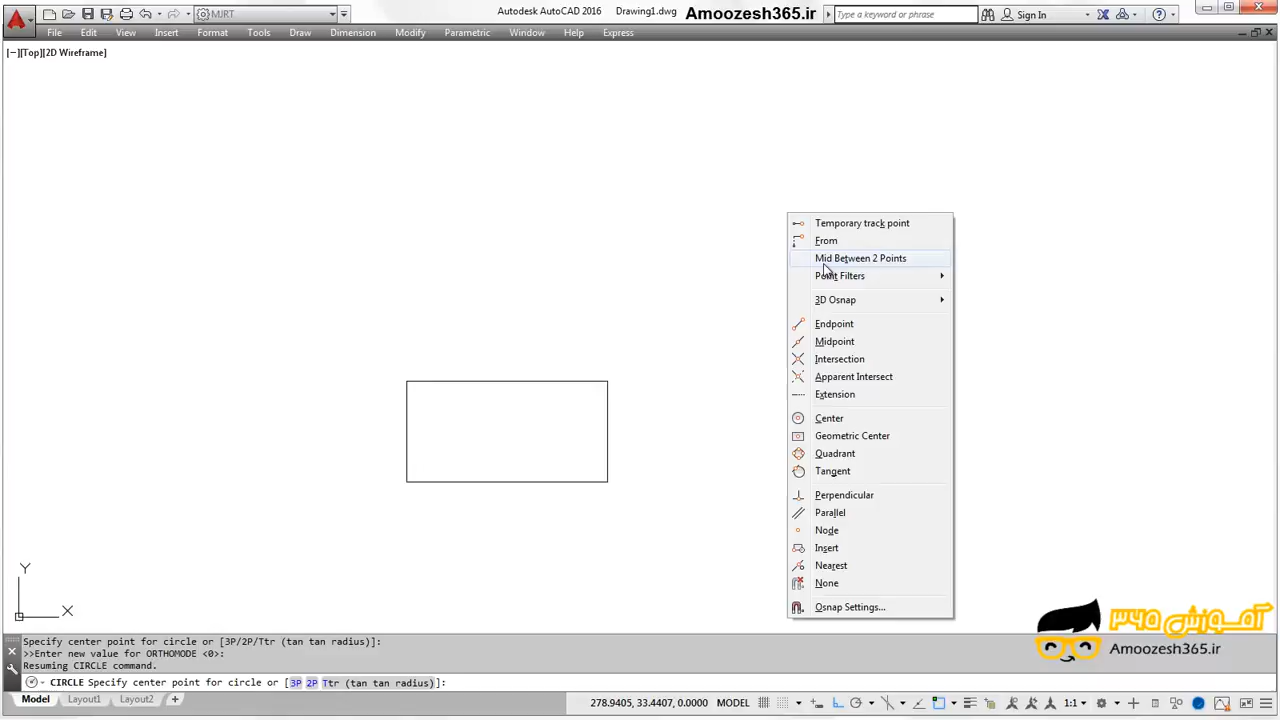 MJRT
Autodesk AutoCAD 2016 Drawing1.dwg Amoozesh365.ir
Type a keyword or phrase
Sign In
File Edit View Insert Format Tools Draw Dimension Modify Parametric Window Help Express
[−][Top][2D Wireframe]
Temporary track point
From
Mid Between 2 Points
Point Filters
3D Osnap
Endpoint
Midpoint
Intersection
Apparent Intersect
Extension
Center
Geometric Center
Quadrant
Tangent
Perpendicular
Parallel
Node
Insert
Nearest
None
Osnap Settings...
Y
X
آموزش ۳۶۵
Amoozesh365.ir
Specify center point for circle or [3P/2P/Ttr (tan tan radius)]:
>>Enter new value for ORTHOMODE <0>:
Resuming CIRCLE command.
CIRCLE Specify center point for circle or [3P 2P Ttr (tan tan radius)]:
Model Layout1 Layout2 +
278.9405, 33.4407, 0.0000 MODEL 1:1